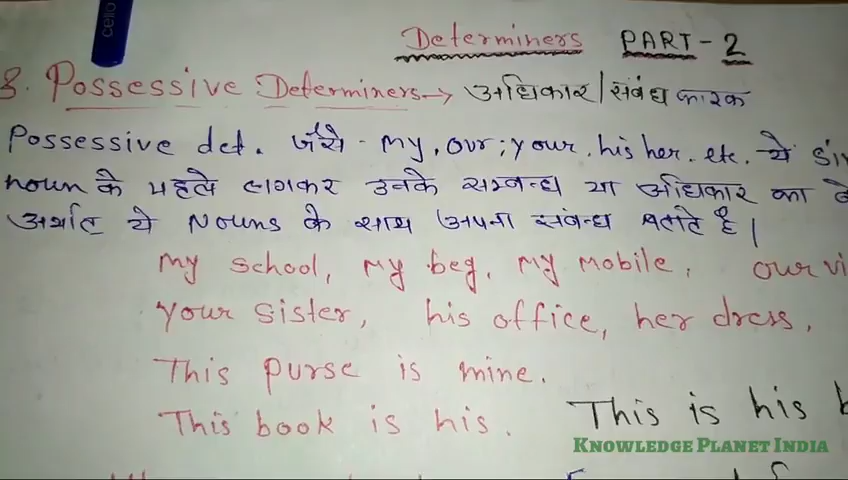 cello
Determiners PART-2
8. Possessive Determiners→ अधिकार/संबंध कारक
Possessive det. जैसे - my, our, your, his her. etc. ये
noun के पहले लगकर उनके सम्बन्ध या अधिकार का
अर्थात ये Nouns के साथ अपना संबन्ध बताते है।
My school, my beg, my mobile, our
your sister, his office, her dress,
This purse is mine.
This book is his. This is his
KNOWLEDGE PLANET INDIA